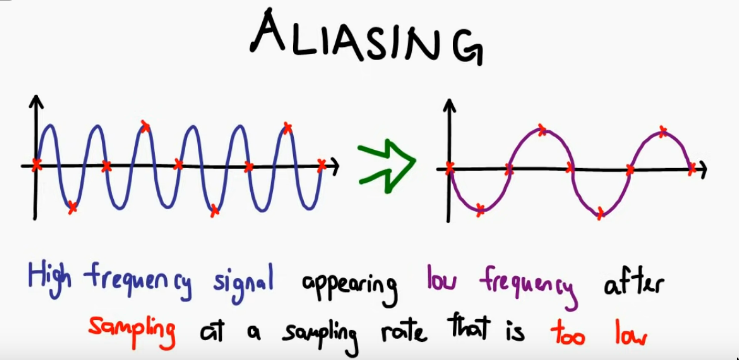 ALIASING
High frequency signal appearing low frequency after
sampling at a sampling rate that is too low